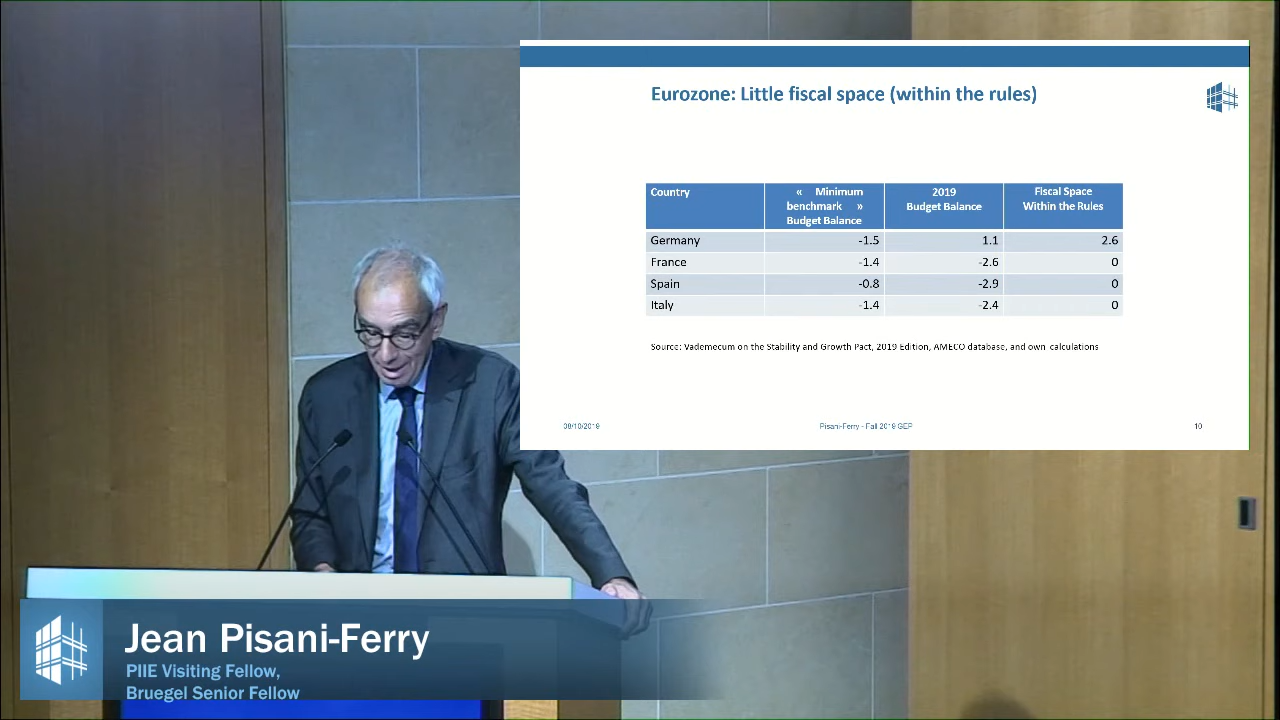 Eurozone: Little fiscal space (within the rules)
Country
« Minimum
benchmark »
Budget Balance
2019
Budget Balance
Fiscal Space
Within the Rules
Germany -1.5 1.1 2.6
France -1.4 -2.6 0
Spain -0.8 -2.9 0
Italy -1.4 -2.4 0
Source: Vademecum on the Stability and Growth Pact, 2019 Edition, AMECO database, and own calculations
08/10/2019 Pisani-Ferry - Fall 2019 GEP 10
Jean Pisani-Ferry
PIIE Visiting Fellow,
Bruegel Senior Fellow